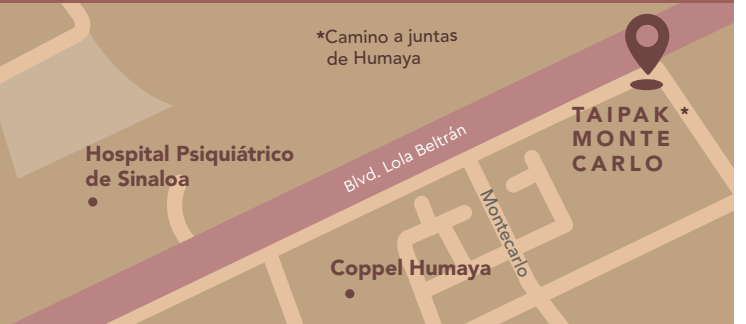 *Camino a juntas
de Humaya
TAIPAK *
MONTE
CARLO
Hospital Psiquiátrico
de Sinaloa
Blvd. Lola Beltrán
Montecarlo
Coppel Humaya